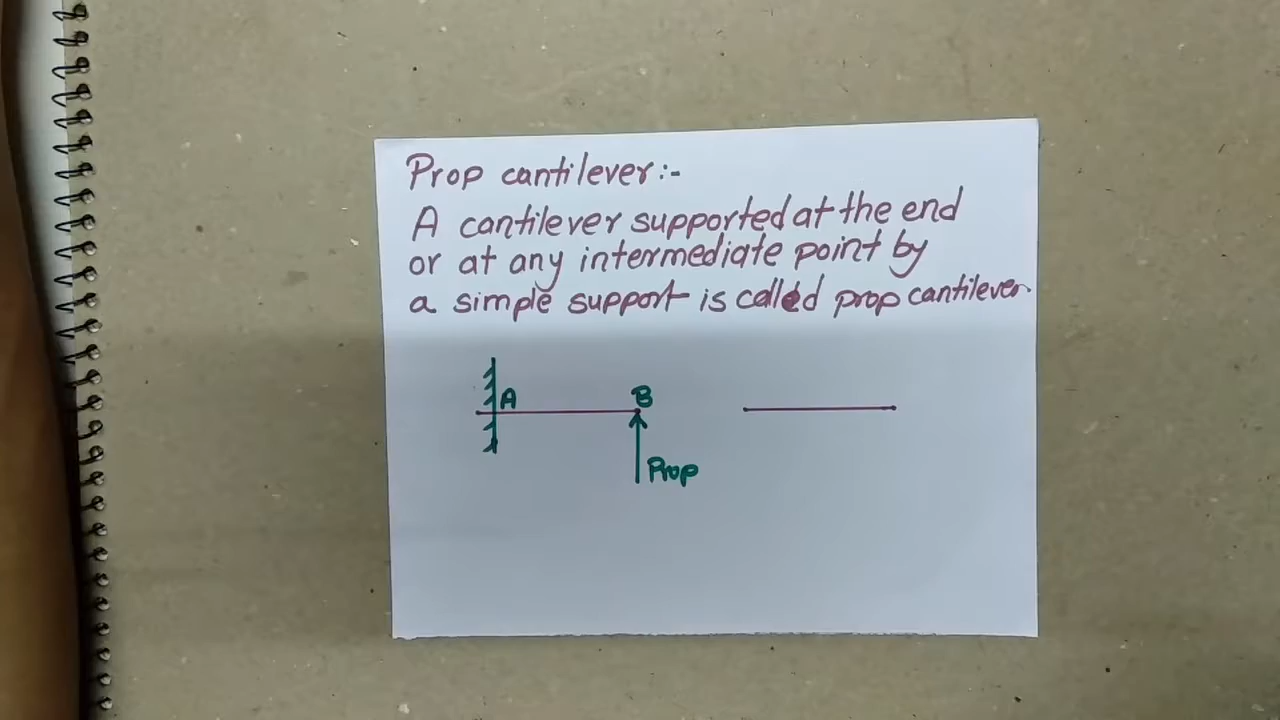 Prop cantilever:-
A cantilever supported at the end
or at any intermediate point by
a simple support is called prop cantilever
A
B
Prop